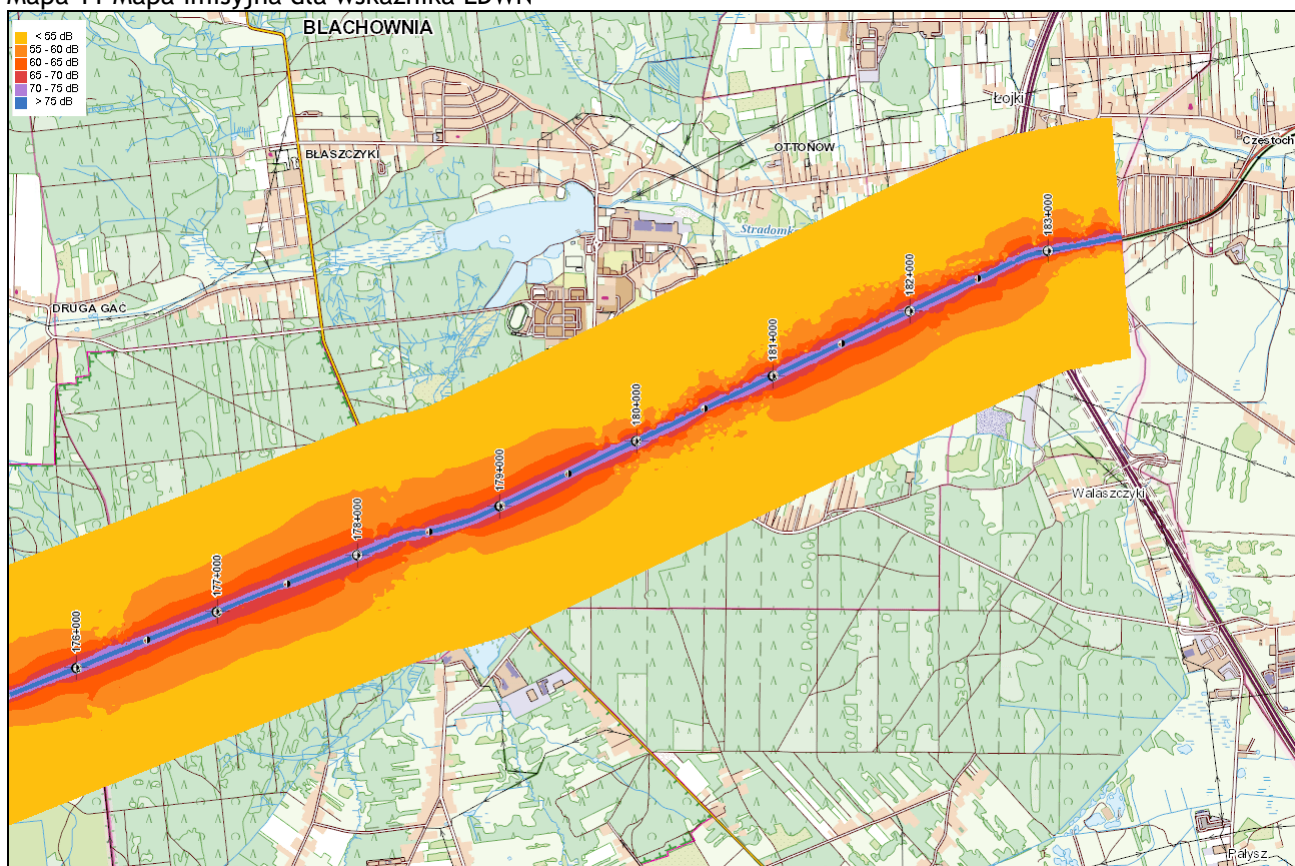 Mapa 11 Mapa imisyjna dla wskaźnika LDWN
< 55 dB
55 - 60 dB
60 - 65 dB
65 - 70 dB
70 - 75 dB
> 75 dB
BLACHOWNIA
Łojki
OTTONÓW
Częstoch
BŁASZCZYKI
Stradomk
183+000
182+000
DRUGA GAC
181+000
180+000
179+000
Walaszczyki
178+000
177+000
176+000
Pałysz